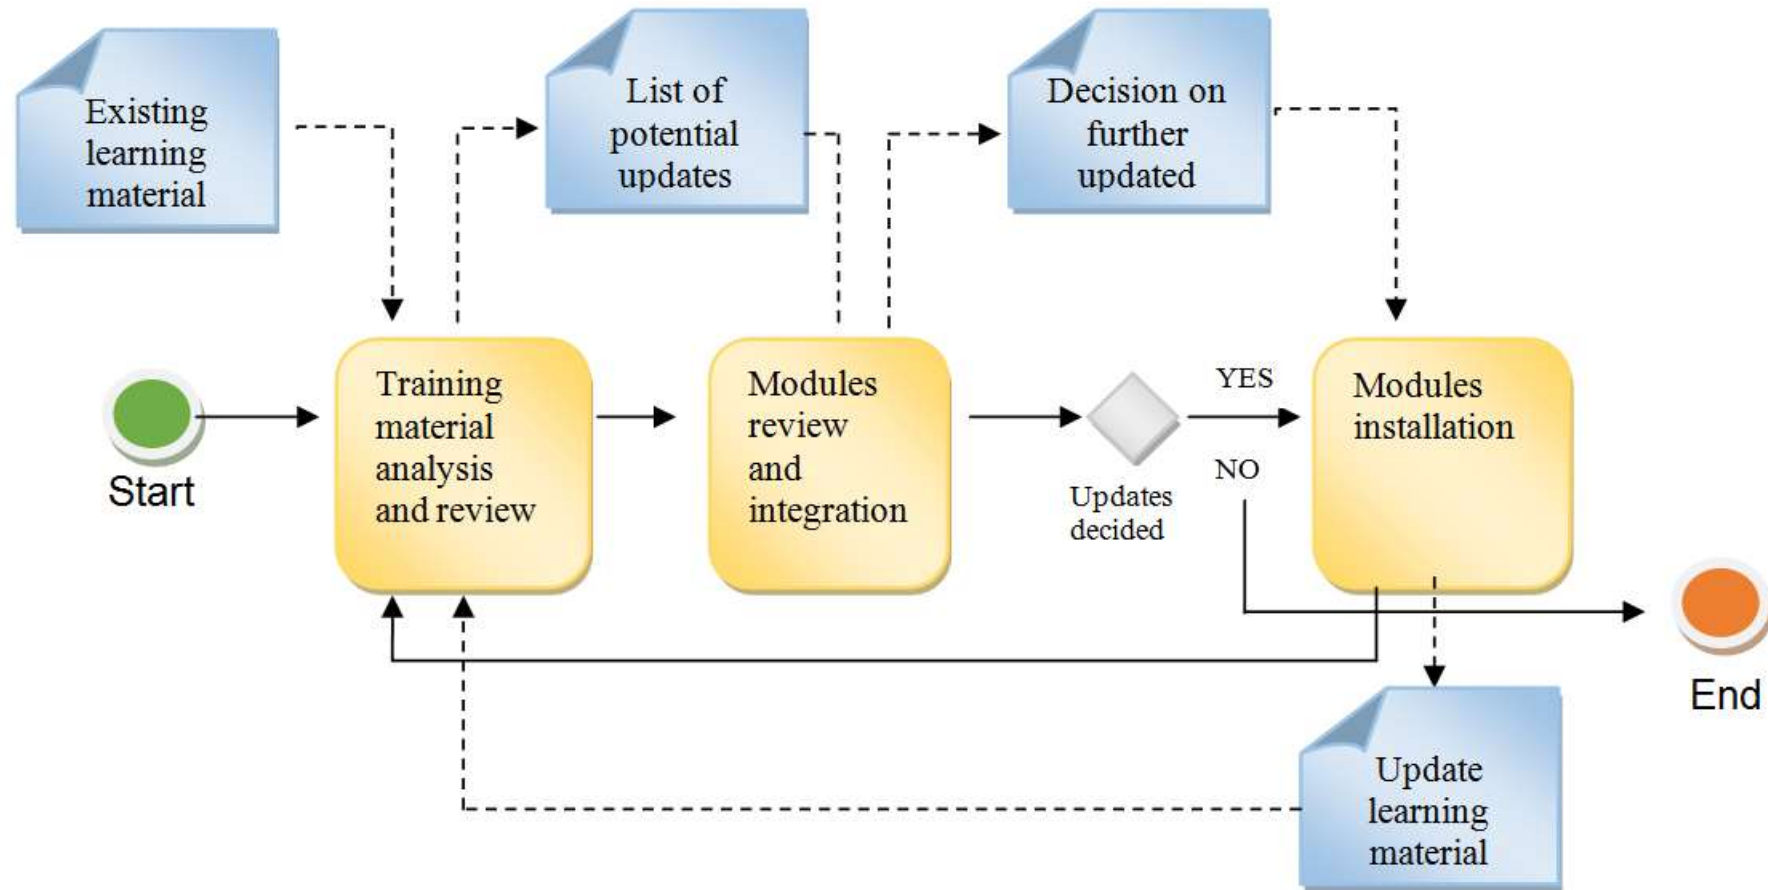 Existing
learning
material
List of
potential
updates
Decision on
further
updated
Start
Training
material
analysis
and review
Modules
review
and
integration
Updates
decided
YES
NO
Modules
installation
End
Update
learning
material